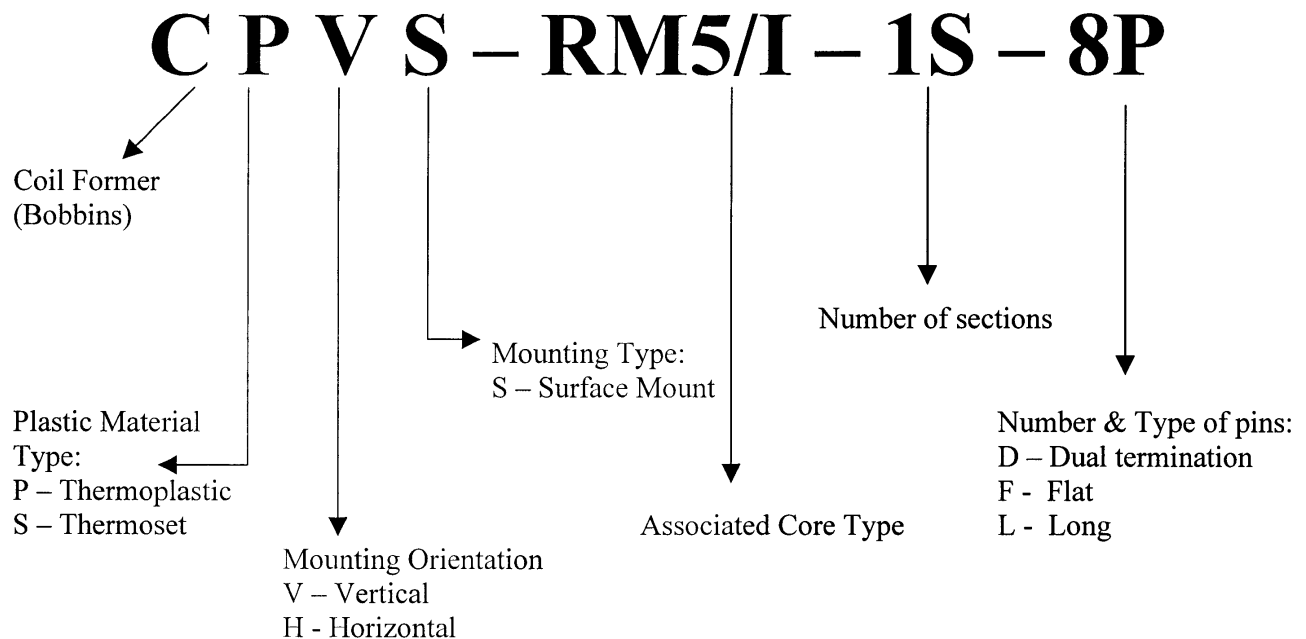 C P V S – RM5/I – 1S – 8P
Coil Former
(Bobbins)
Number of sections
Mounting Type:
S – Surface Mount
Plastic Material
Type:
P – Thermoplastic
S – Thermoset
Number & Type of pins:
D – Dual termination
F - Flat
L - Long
Associated Core Type
Mounting Orientation
V – Vertical
H - Horizontal